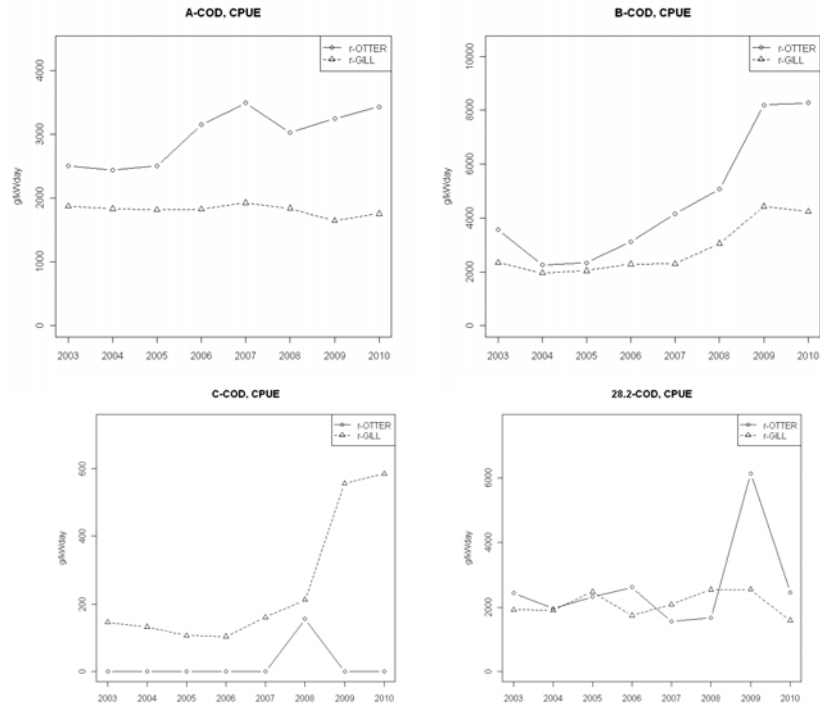 A-COD, CPUE
r-OTTER
r-GILL
g/kWday
4000
3000
2000
1000
0
2003 2004 2005 2006 2007 2008 2009 2010
B-COD, CPUE
r-OTTER
r-GILL
g/kWday
10000
8000
6000
4000
2000
0
2003 2004 2005 2006 2007 2008 2009 2010
C-COD, CPUE
r-OTTER
r-GILL
g/kWday
600
400
200
0
2003 2004 2005 2006 2007 2008 2009 2010
28.2-COD, CPUE
r-OTTER
r-GILL
g/kWday
6000
4000
2000
0
2003 2004 2005 2006 2007 2008 2009 2010